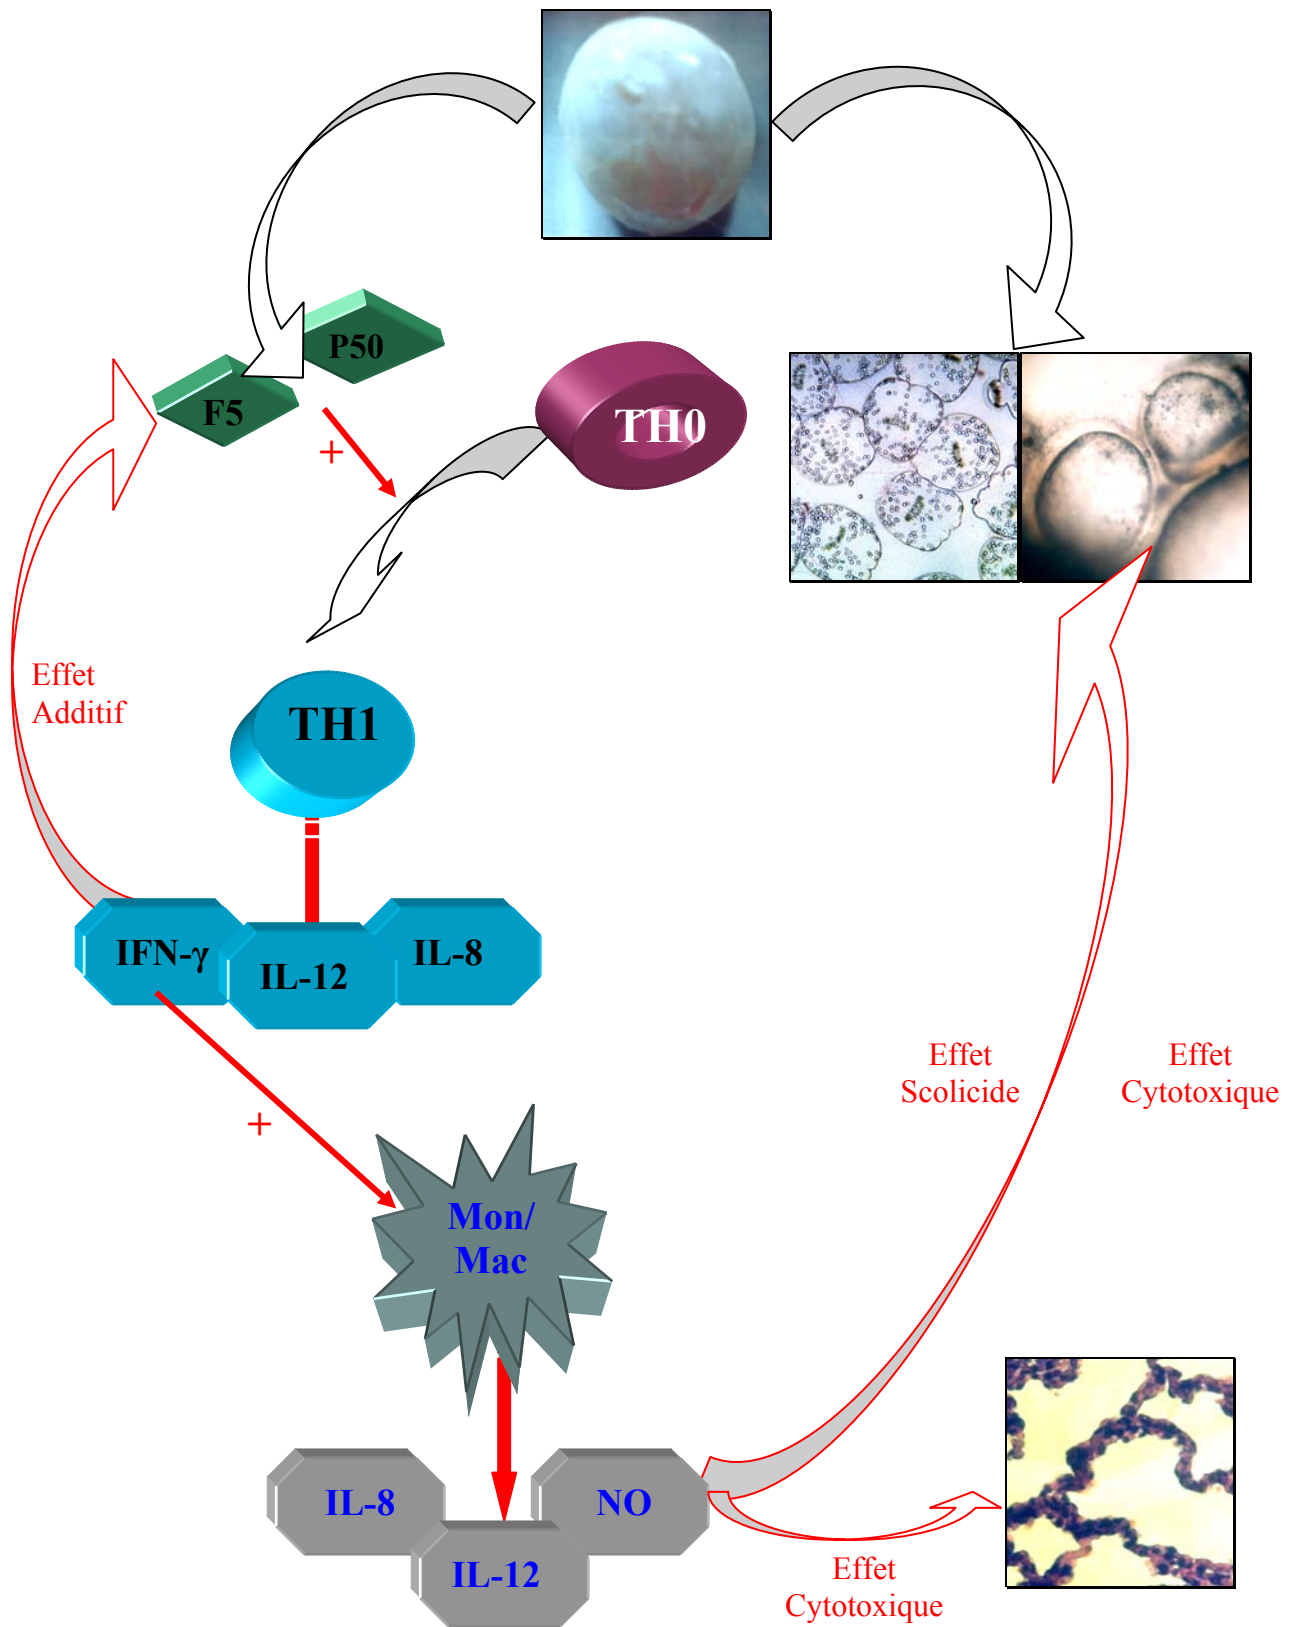 P50
F5
+
TH0
Effet
Additif
TH1
IFN-γ
IL-12
IL-8
+
Effet
Scolicide
Effet
Cytotoxique
Mon/
Mac
IL-8
NO
IL-12
Effet
Cytotoxique